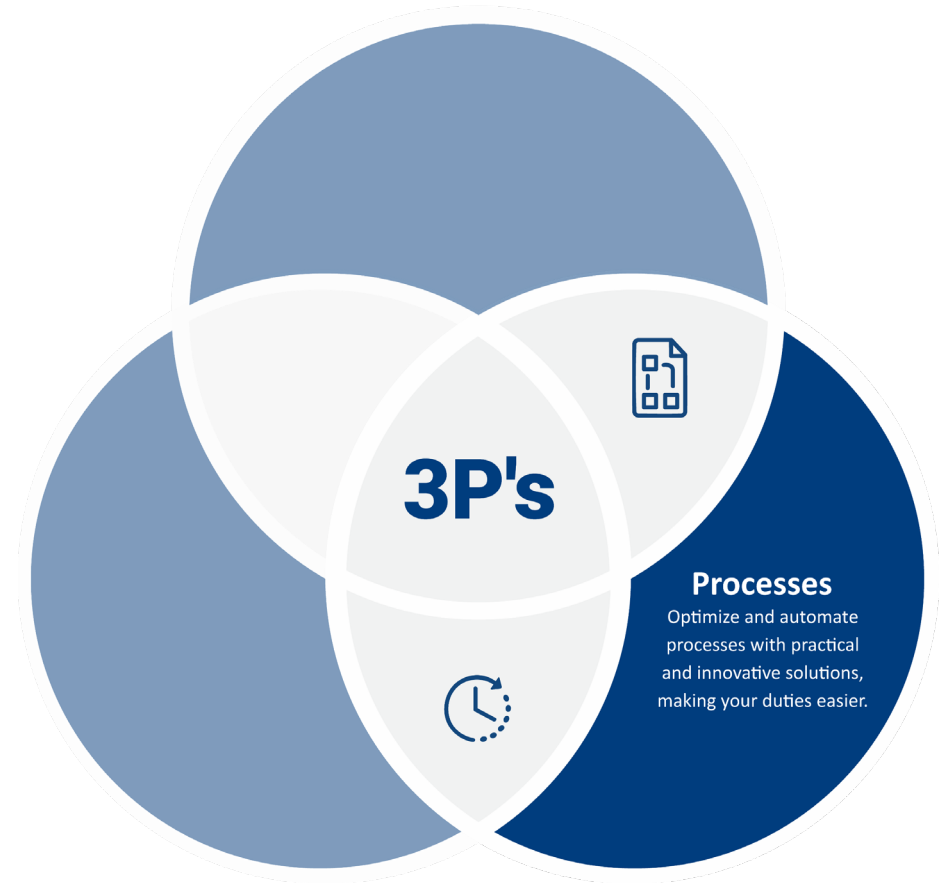 3P's
Processes
Optimize and automate
processes with practical
and innovative solutions,
making your duties easier.